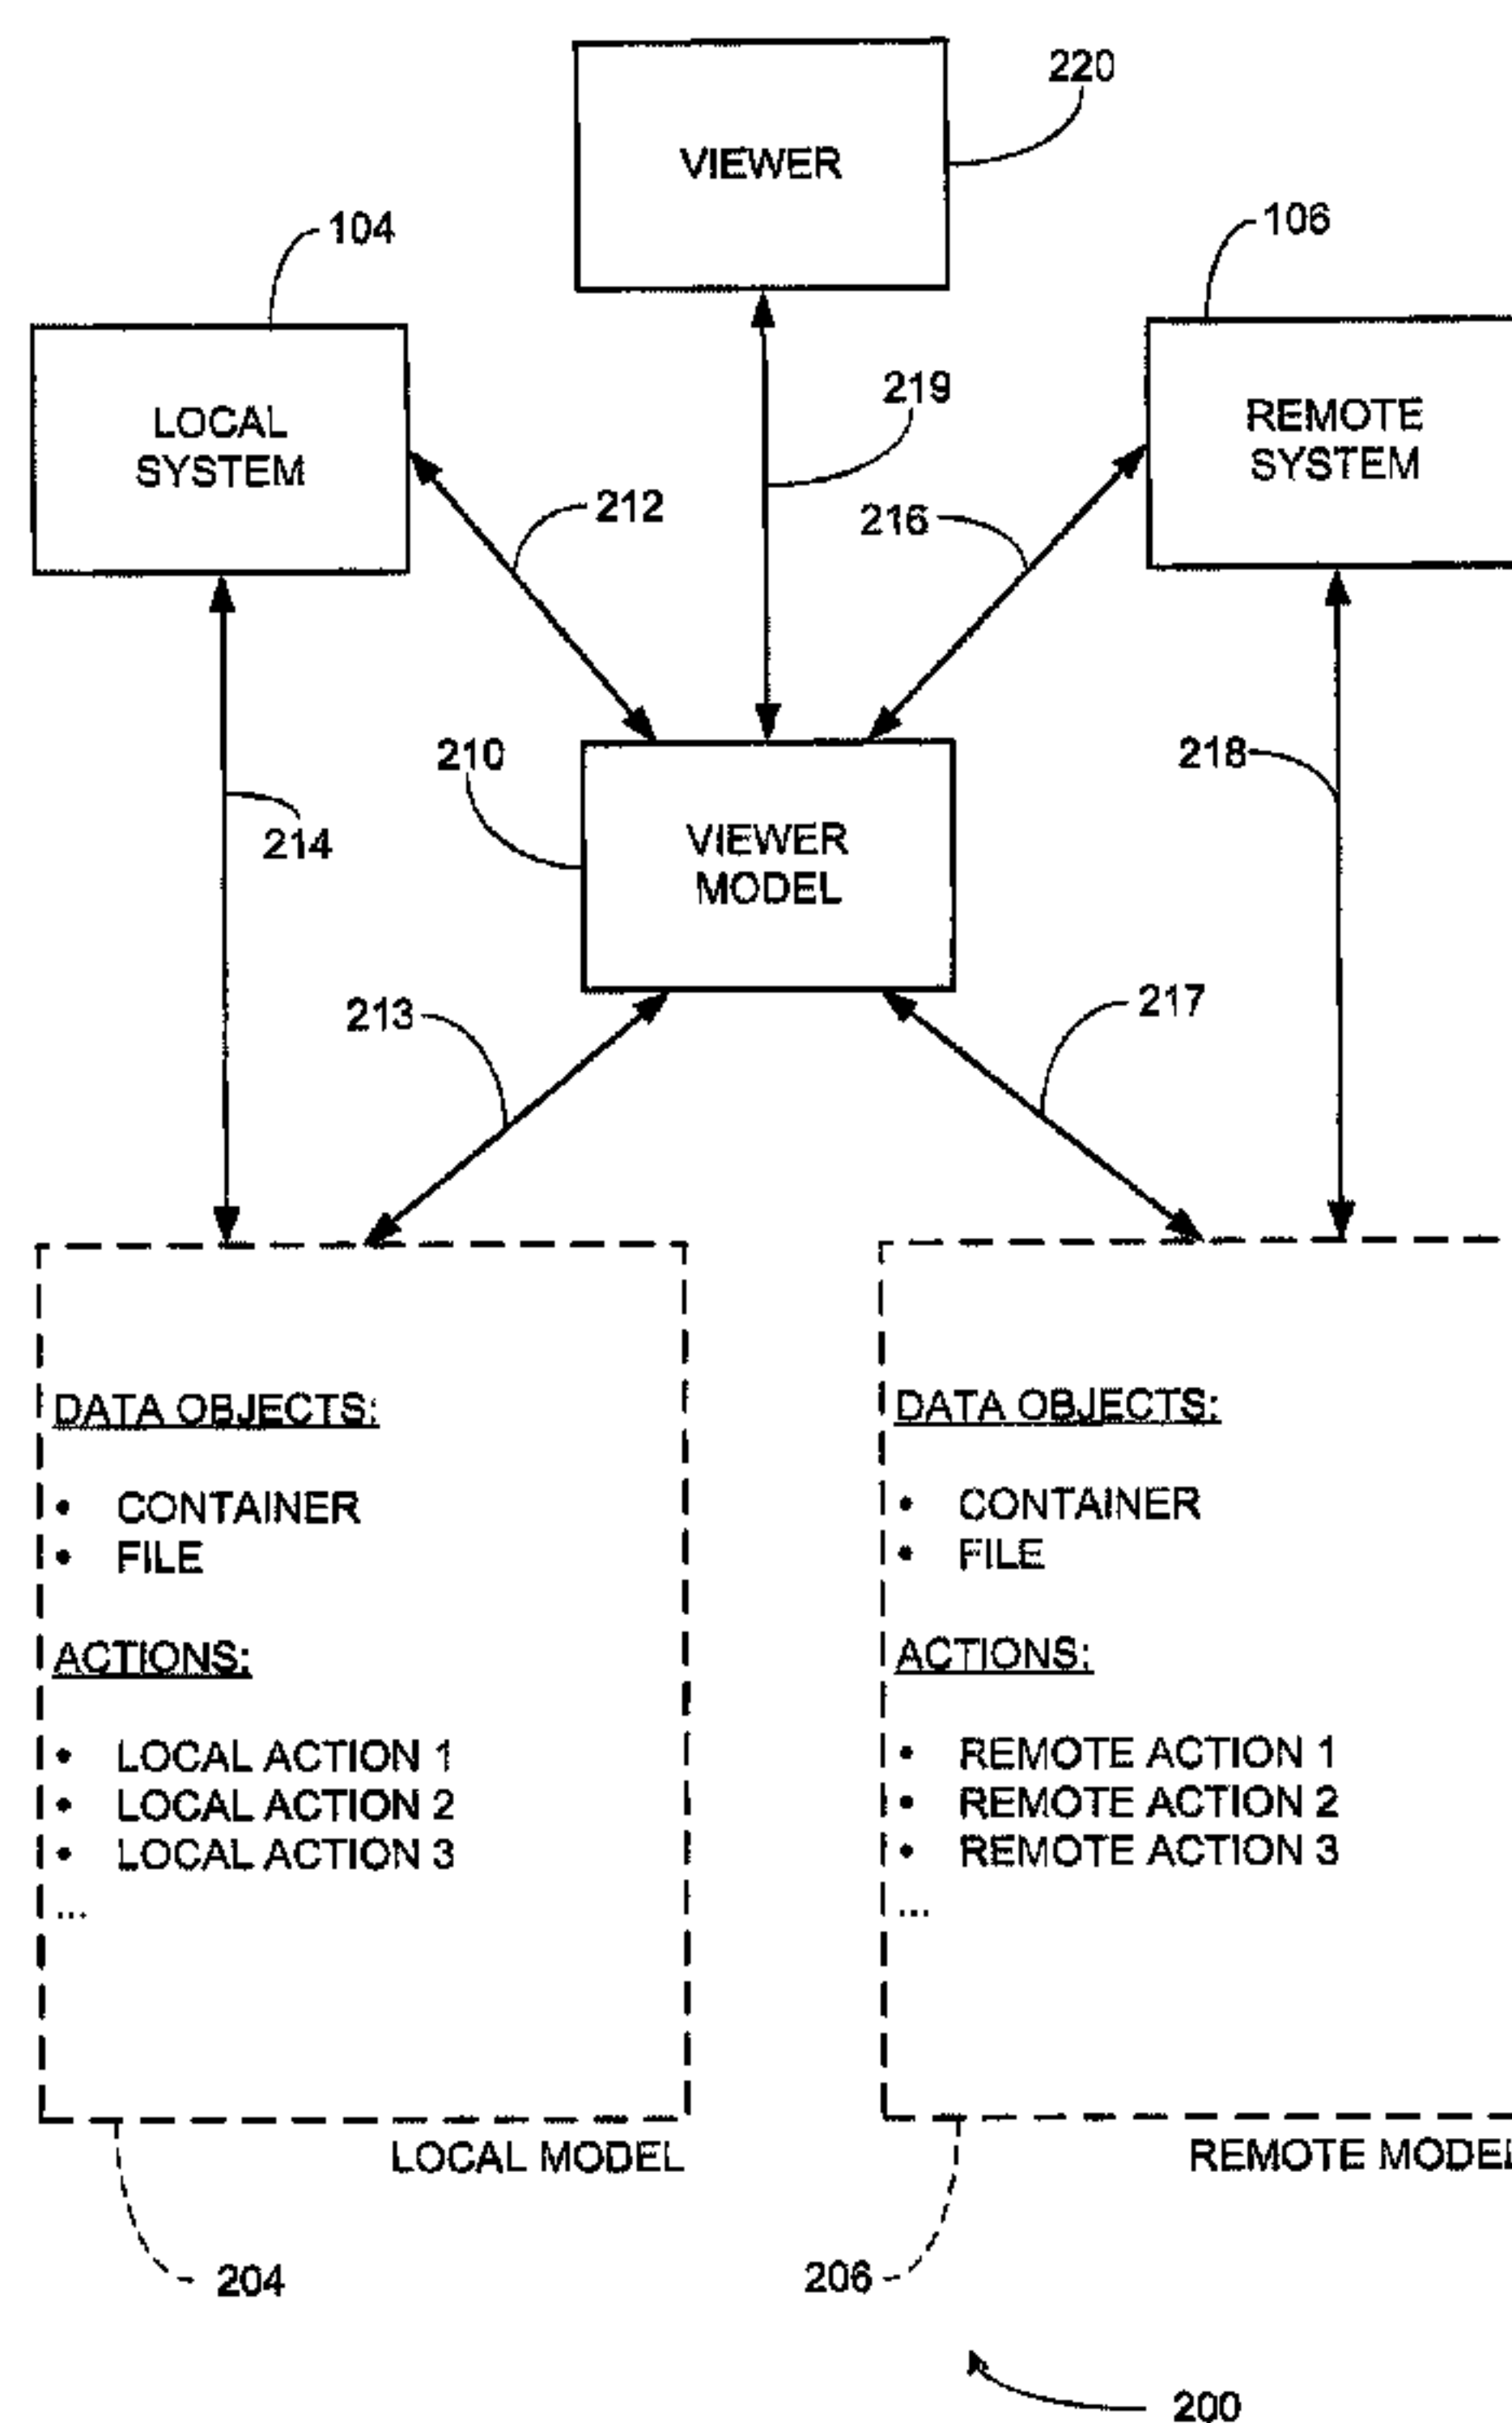 220
VIEWER
104
106
LOCAL
SYSTEM
219
REMOTE
SYSTEM
212
216
210
218
214
VIEWER
MODEL
213
217
DATA OBJECTS:
• CONTAINER
• FILE
ACTIONS:
• LOCAL ACTION 1
• LOCAL ACTION 2
• LOCAL ACTION 3
...
LOCAL MODEL
204
DATA OBJECTS:
• CONTAINER
• FILE
ACTIONS:
• REMOTE ACTION 1
• REMOTE ACTION 2
• REMOTE ACTION 3
...
REMOTE MODEL
206
200